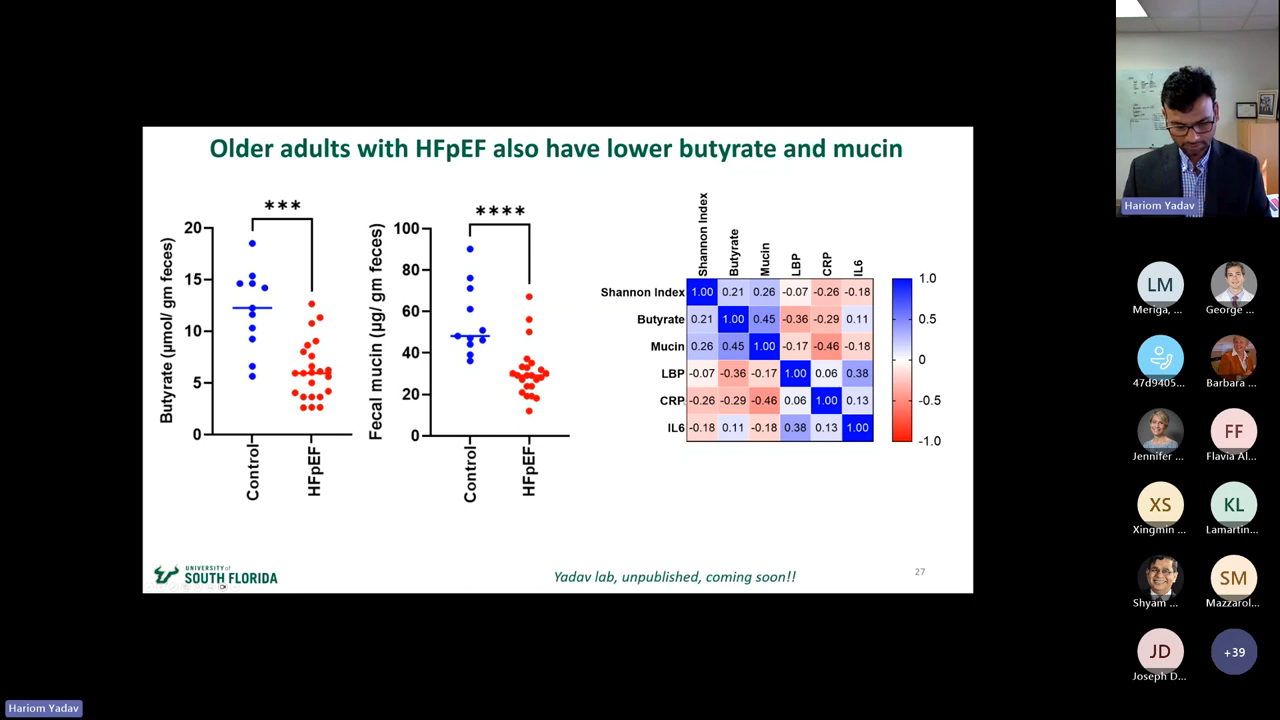 Older adults with HFpEF also have lower butyrate and mucin
***
Butyrate (µmol/ gm feces)
20
15
10
5
0
Control
HFpEF
****
Fecal mucin (µg/ gm feces)
100
80
60
40
20
0
Control
HFpEF
Shannon Index
Butyrate
Mucin
LBP
CRP
IL6
Shannon Index 1.00 0.21 0.26 -0.07 -0.26 -0.18
Butyrate 0.21 1.00 0.45 -0.36 -0.29 0.11
Mucin 0.26 0.45 1.00 -0.17 -0.46 -0.18
LBP -0.07 -0.36 -0.17 1.00 0.06 0.38
CRP -0.26 -0.29 -0.46 0.06 1.00 0.13
IL6 -0.18 0.11 -0.18 0.38 0.13 1.00
1.0
0.5
0
-0.5
-1.0
UNIVERSITY of
SOUTH FLORIDA
Yadav lab, unpublished, coming soon!!
27
Hariom Yadav
LM
Meriga, ...
George ...
47d9405...
Barbara ...
Jennifer ...
FF
Flavia Al...
XS
Xingmin ...
KL
Lamartin...
Shyam ...
SM
Mazzarol...
JD
Joseph D...
+39
Hariom Yadav